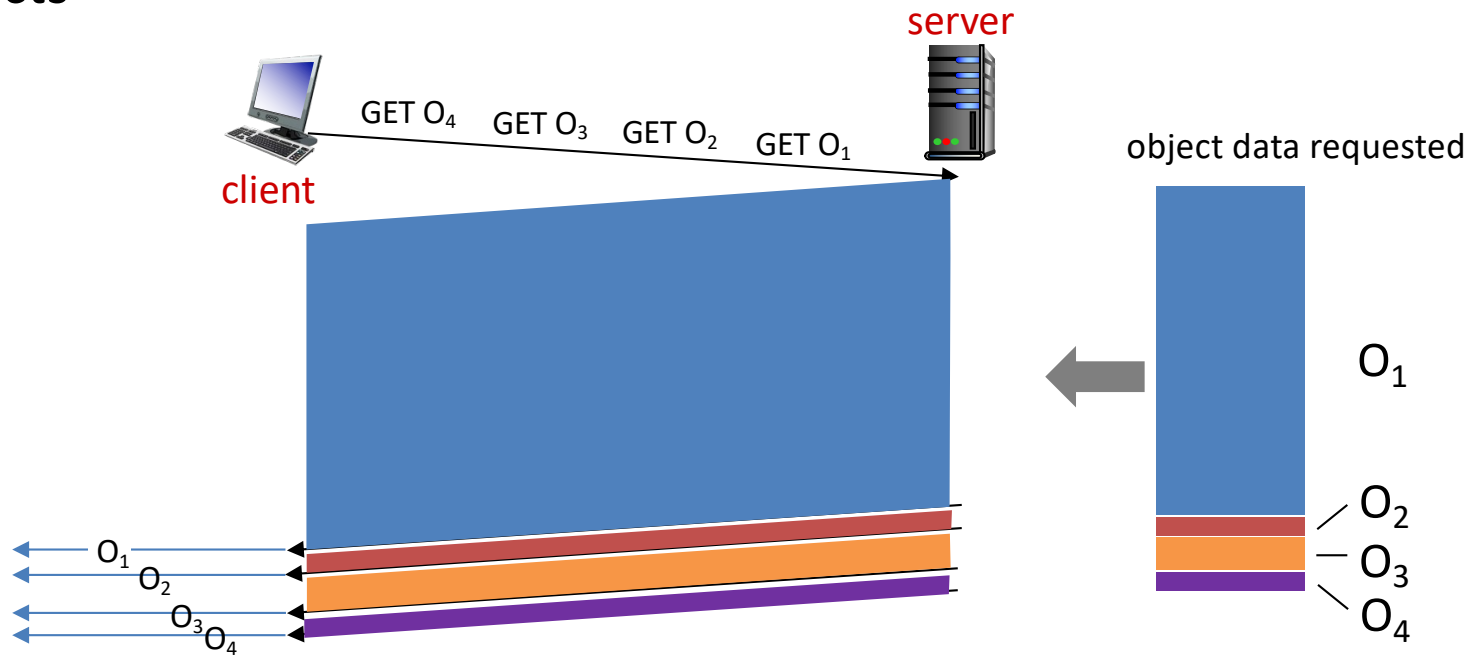 server
GET O₄ GET O₃ GET O₂ GET O₁
object data requested
client
O₁
O₂
O₃
O₄
O₁
O₂
O₃
O₄